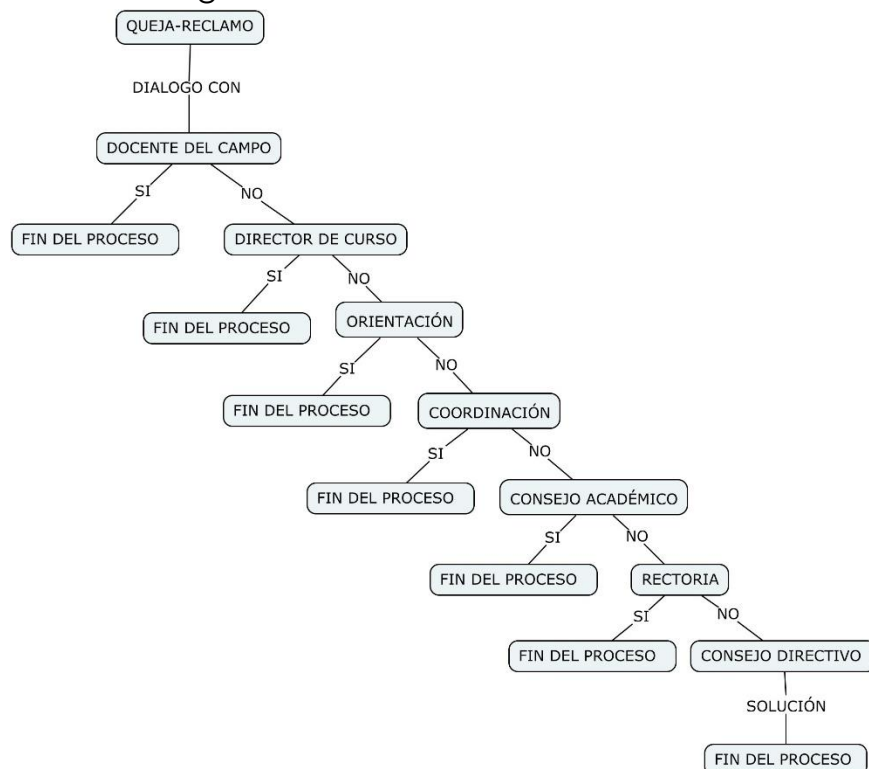 QUEJA-RECLAMO
DIALOGO CON
DOCENTE DEL CAMPO
SI
NO
FIN DEL PROCESO
DIRECTOR DE CURSO
SI
NO
FIN DEL PROCESO
ORIENTACIÓN
SI
NO
FIN DEL PROCESO
COORDINACIÓN
SI
NO
FIN DEL PROCESO
CONSEJO ACADÉMICO
SI
NO
FIN DEL PROCESO
RECTORIA
SI
NO
FIN DEL PROCESO
CONSEJO DIRECTIVO
SOLUCIÓN
FIN DEL PROCESO